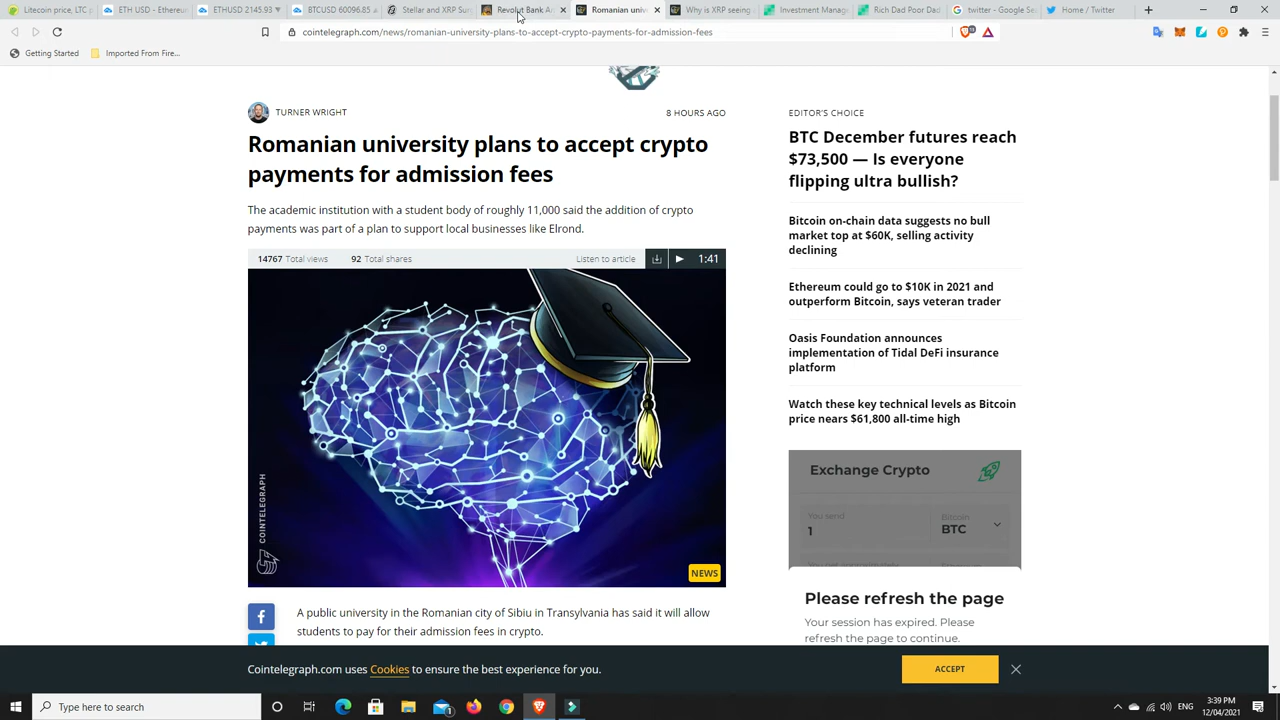 Litecoin price, LTC p
ETH USD - Ethereum
ETHUSD 2145.93
BTCUSD 60096.85
Stellar and XRP Sur
Revolut Bank
Romanian univ
Why XRP seeing
Investment Manag
Rich Dad Poor Dad
twitter - Google Se
Home / Twitter
cointelegraph.com/news/romanian-university-plans-to-accept-crypto-payments-for-admission-fees
Getting Started
Imported From Fire...
TURNER WRIGHT
8 HOURS AGO
Romanian university plans to accept crypto
payments for admission fees
The academic institution with a student body of roughly 11,000 said the addition of crypto
payments was part of a plan to support local businesses like Elrond.
14767 Total views
92 Total shares
Listen to article
1:41
COINTELEGRAPH
NEWS
A public university in the Romanian city of Sibiu in Transylvania has said it will allow
students to pay for their admission fees in crypto.
EDITOR'S CHOICE
BTC December futures reach
$73,500 — Is everyone
flipping ultra bullish?
Bitcoin on-chain data suggests no bull
market top at $60K, selling activity
declining
Ethereum could go to $10K in 2021 and
outperform Bitcoin, says veteran trader
Oasis Foundation announces
implementation of Tidal DeFi insurance
platform
Watch these key technical levels as Bitcoin
price nears $61,800 all-time high
Exchange Crypto
You send
1
Bitcoin
BTC
Please refresh the page
Your session has expired. Please
refresh the page to continue.
Cointelegraph.com uses Cookies to ensure the best experience for you.
ACCEPT
Type here to search
ENG
3:39 PM
12/04/2021